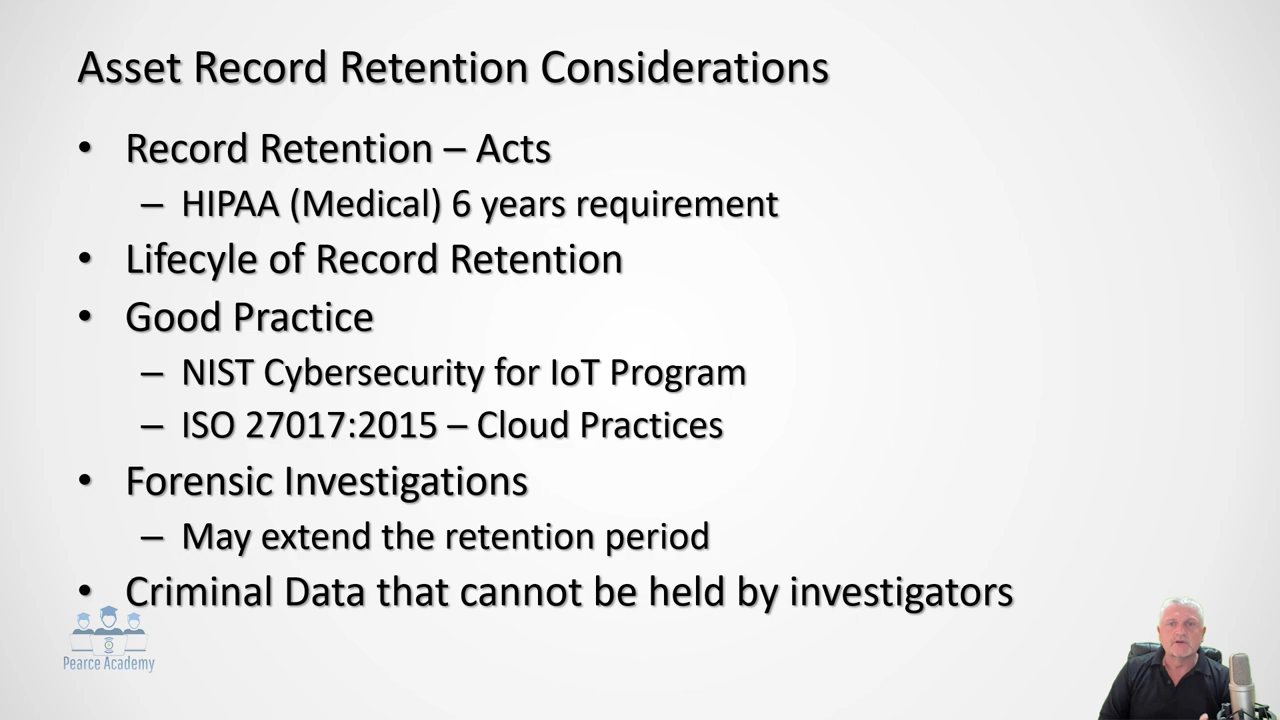 Asset Record Retention Considerations
• Record Retention – Acts
– HIPAA (Medical) 6 years requirement
• Lifecyle of Record Retention
• Good Practice
– NIST Cybersecurity for IoT Program
– ISO 27017:2015 – Cloud Practices
• Forensic Investigations
– May extend the retention period
• Criminal Data that cannot be held by investigators
Pearce Academy